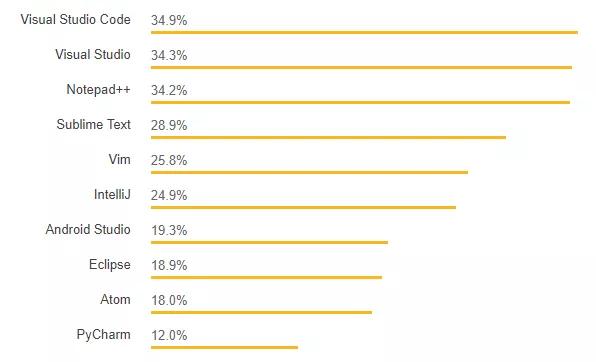 Visual Studio Code 34.9%
Visual Studio 34.3%
Notepad++ 34.2%
Sublime Text 28.9%
Vim 25.8%
IntelliJ 24.9%
Android Studio 19.3%
Eclipse 18.9%
Atom 18.0%
PyCharm 12.0%